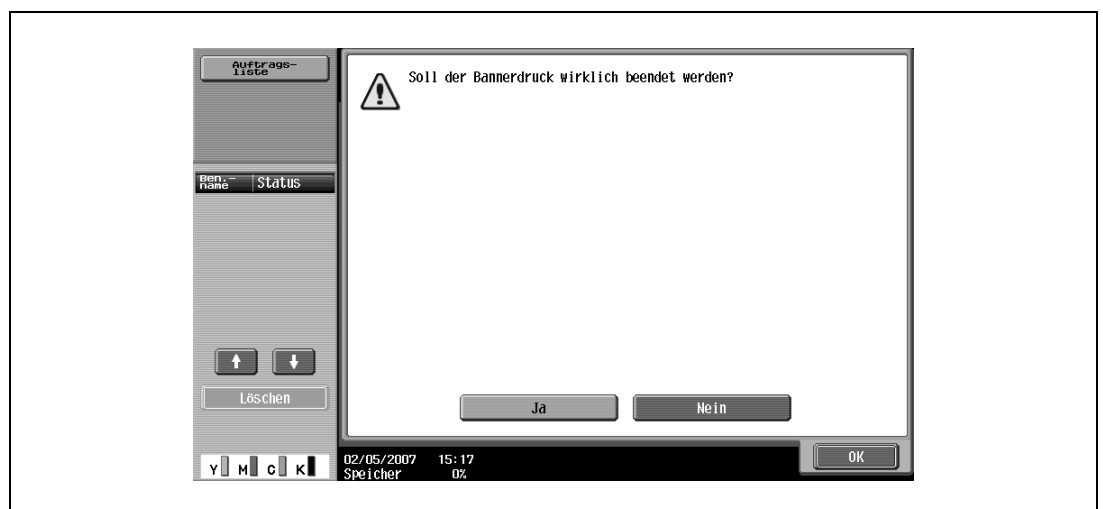 Auftrags-
liste
Soll der Bannerdruck wirklich beendet werden?
Ben.-
name
Status
Löschen
Ja
Nein
OK
Y M C K
02/05/2007 15:17
Speicher 0%